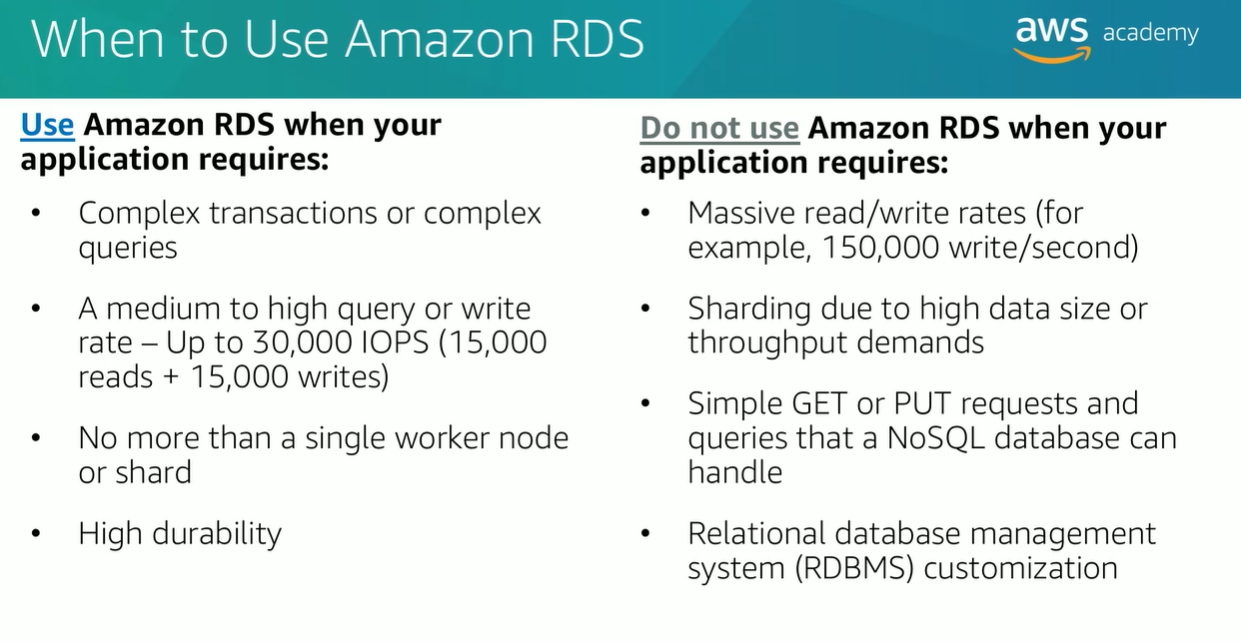 When to Use Amazon RDS
aws academy
Use Amazon RDS when your
application requires:
• Complex transactions or complex
queries
• A medium to high query or write
rate – Up to 30,000 IOPS (15,000
reads + 15,000 writes)
• No more than a single worker node
or shard
• High durability
Do not use Amazon RDS when your
application requires:
• Massive read/write rates (for
example, 150,000 write/second)
• Sharding due to high data size or
throughput demands
• Simple GET or PUT requests and
queries that a NoSQL database can
handle
• Relational database management
system (RDBMS) customization